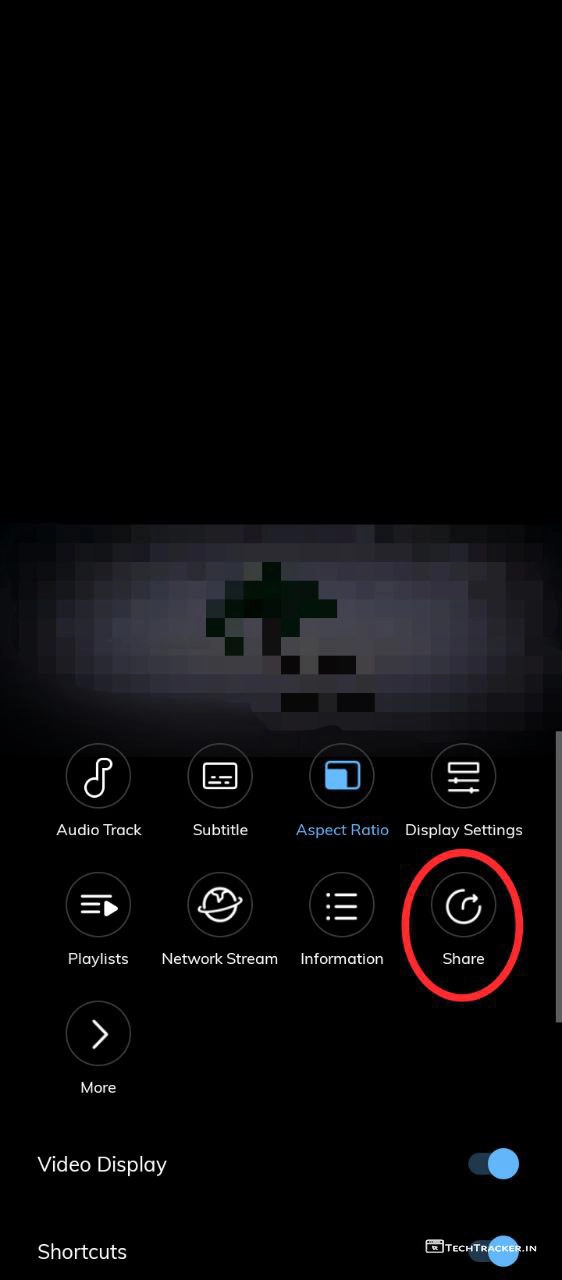 Audio Track Subtitle Aspect Ratio Display Settings
Playlists Network Stream Information Share
More
Video Display
Shortcuts
TECHTRACKER.IN